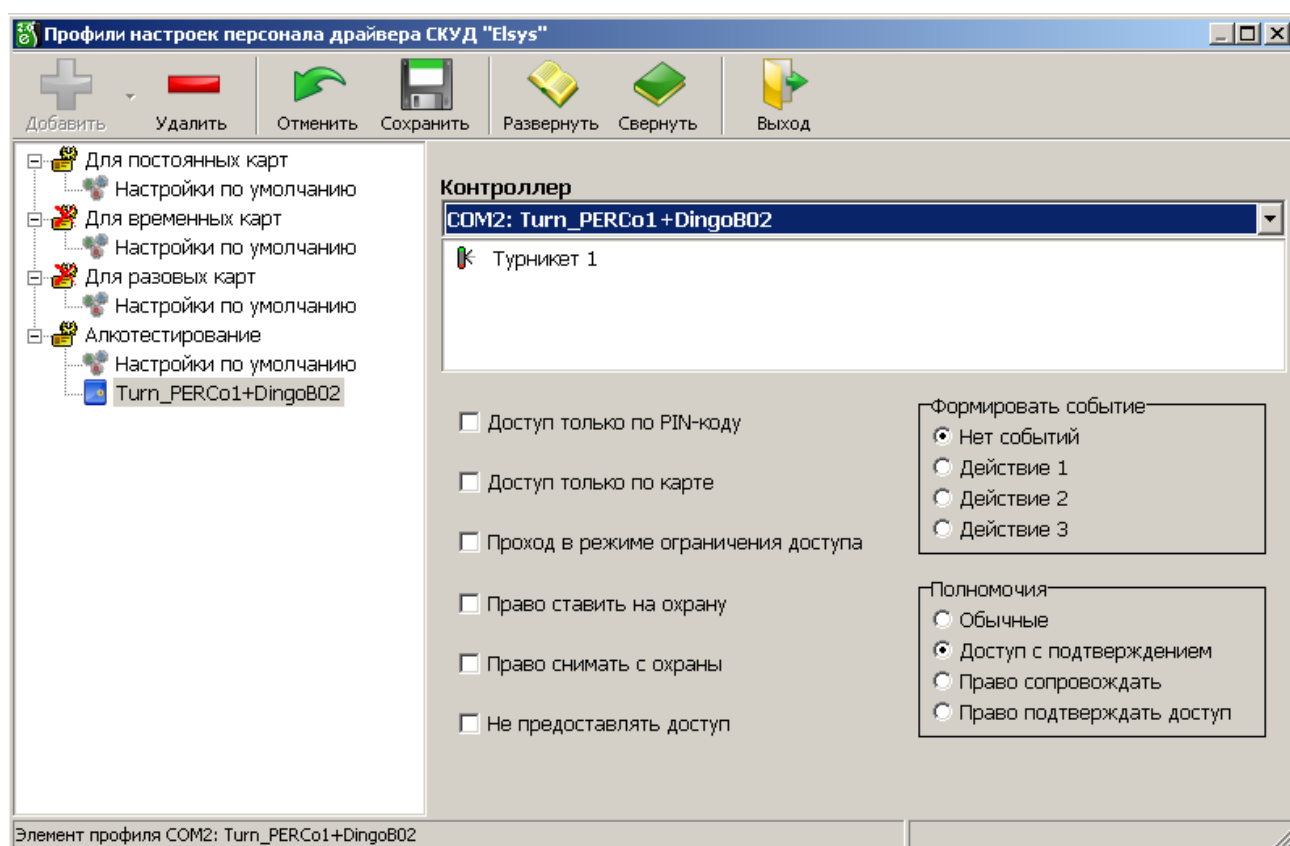 Профили настроек персонала драйвера СКУД "Elsys"
Добавить Удалить Отменить Сохранить Развернуть Свернуть Выход
Для постоянных карт
Настройки по умолчанию
Для временных карт
Настройки по умолчанию
Для разовых карт
Настройки по умолчанию
Алкотестирование
Настройки по умолчанию
Turn_PERCo1+DingoB02
Контроллер
COM2: Turn_PERCo1+DingoB02
Турникет 1
Доступ только по PIN-коду
Доступ только по карте
Проход в режиме ограничения доступа
Право ставить на охрану
Право снимать с охраны
Не предоставлять доступ
Формировать событие
Нет событий
Действие 1
Действие 2
Действие 3
Полномочия
Обычные
Доступ с подтверждением
Право сопровождать
Право подтверждать доступ
Элемент профиля COM2: Turn_PERCo1+DingoB02